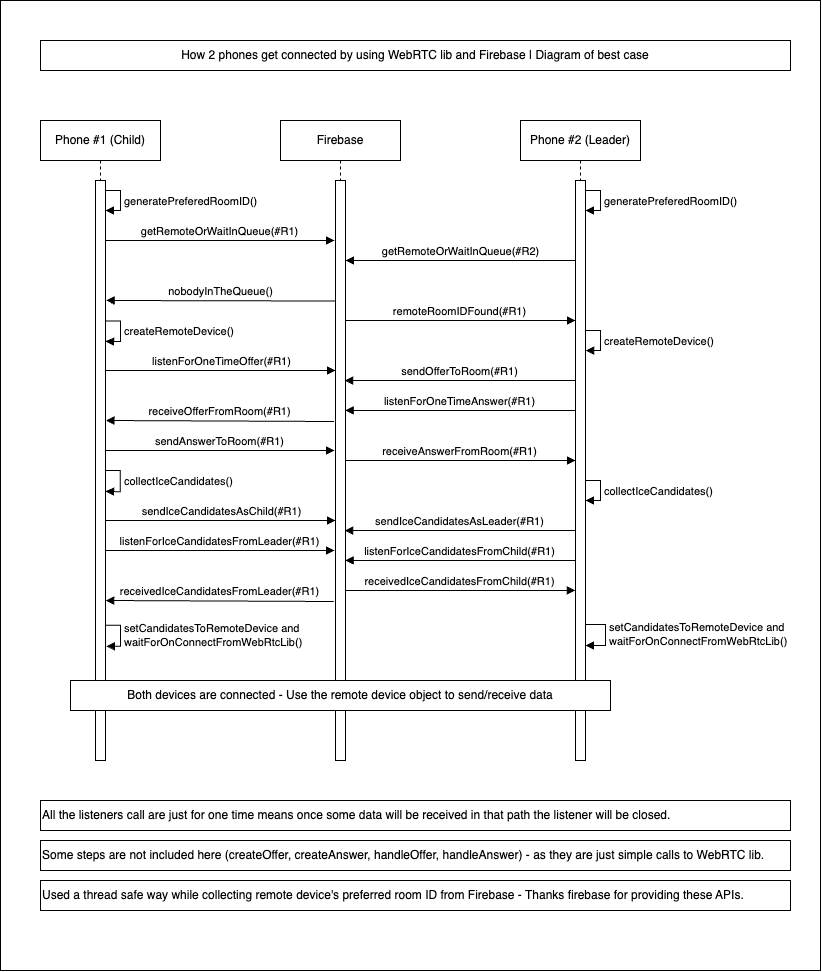 How 2 phones get connected by using WebRTC lib and Firebase | Diagram of best case
Phone #1 (Child)
Firebase
Phone #2 (Leader)
generatePreferedRoomID()
generatePreferedRoomID()
getRemoteOrWaitInQueue(#R1)
getRemoteOrWaitInQueue(#R2)
nobodyInTheQueue()
remoteRoomIDFound(#R1)
createRemoteDevice()
createRemoteDevice()
listenForOneTimeOffer(#R1)
sendOfferToRoom(#R1)
listenForOneTimeAnswer(#R1)
receiveOfferFromRoom(#R1)
sendAnswerToRoom(#R1)
receiveAnswerFromRoom(#R1)
collectIceCandidates()
collectIceCandidates()
sendIceCandidatesAsChild(#R1)
sendIceCandidatesAsLeader(#R1)
listenForIceCandidatesFromLeader(#R1)
listenForIceCandidatesFromChild(#R1)
receivedIceCandidatesFromChild(#R1)
receivedIceCandidatesFromLeader(#R1)
setCandidatesToRemoteDevice and
waitForOnConnectFromWebRtcLib()
setCandidatesToRemoteDevice and
waitForOnConnectFromWebRtcLib()
Both devices are connected - Use the remote device object to send/receive data
All the listeners call are just for one time means once some data will be received in that path the listener will be closed.
Some steps are not included here (createOffer, createAnswer, handleOffer, handleAnswer) - as they are just simple calls to WebRTC lib.
Used a thread safe way while collecting remote device's preferred room ID from Firebase - Thanks firebase for providing these APIs.